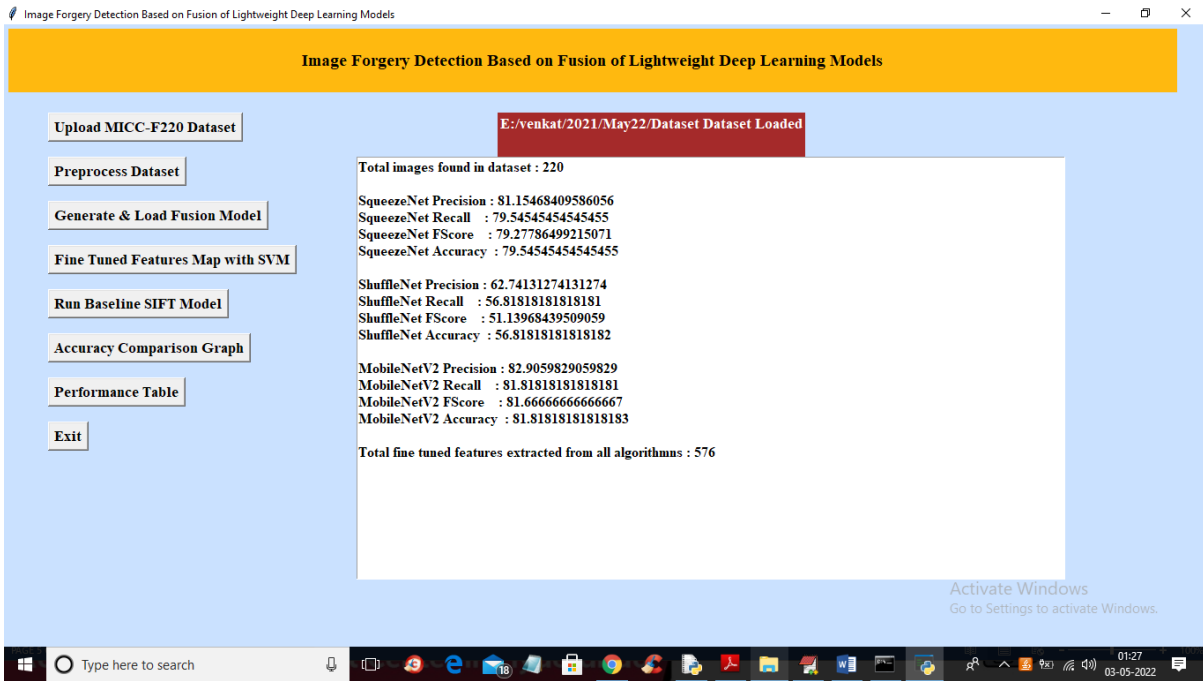 Image Forgery Detection Based on Fusion of Lightweight Deep Learning Models
Image Forgery Detection Based on Fusion of Lightweight Deep Learning Models
Upload MICC-F220 Dataset
Preprocess Dataset
Generate & Load Fusion Model
Fine Tuned Features Map with SVM
Run Baseline SIFT Model
Accuracy Comparison Graph
Performance Table
Exit
E:/venkat/2021/May22/Dataset Dataset Loaded
Total images found in dataset : 220
SqueezeNet Precision : 81.15468409586056
SqueezeNet Recall : 79.54545454545455
SqueezeNet FScore : 79.27786499215071
SqueezeNet Accuracy : 79.54545454545455
ShuffleNet Precision : 62.74131274131274
ShuffleNet Recall : 56.81818181818181
ShuffleNet FScore : 51.13968439509059
ShuffleNet Accuracy : 56.81818181818182
MobileNetV2 Precision : 82.9059829059829
MobileNetV2 Recall : 81.81818181818181
MobileNetV2 FScore : 81.66666666666667
MobileNetV2 Accuracy : 81.81818181818183
Total fine tuned features extracted from all algorithmns : 576
Activate Windows
Go to Settings to activate Windows.
Type here to search
18
01:27
03-05-2022